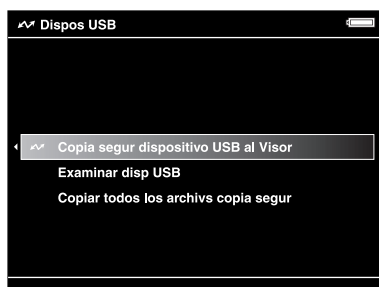 Dispos USB
Copia segur dispositivo USB al Visor
Examinar disp USB
Copiar todos los archivs copia segur